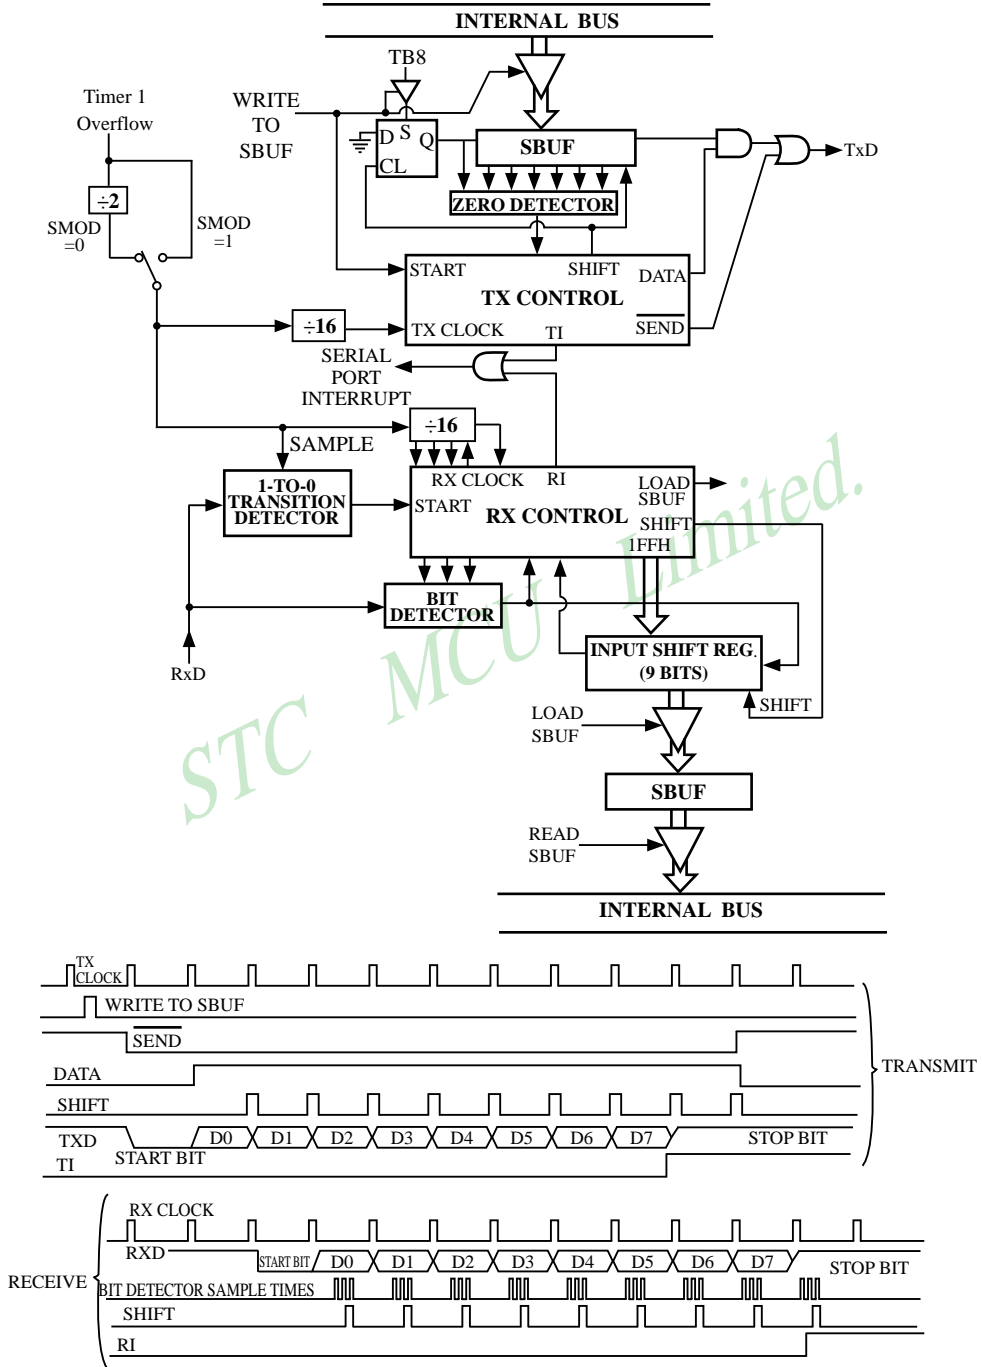 INTERNAL BUS
TB8
Timer 1
Overflow
WRITE
TO
SBUF
D S Q
CL
SBUF
TxD
÷2
ZERO DETECTOR
SMOD
=0
SMOD
=1
START
SHIFT
DATA
TX CONTROL
÷16
TX CLOCK
TI
SEND
SERIAL
PORT
INTERRUPT
÷16
SAMPLE
1-TO-0
TRANSITION
DETECTOR
RX CLOCK
RI
LOAD
SBUF
START
RX CONTROL
SHIFT
1FFH
BIT
DETECTOR
RxD
INPUT SHIFT REG.
(9 BITS)
SHIFT
LOAD
SBUF
SBUF
READ
SBUF
INTERNAL BUS
STC MCU Limited.
TX
CLOCK
WRITE TO SBUF
SEND
DATA
TRANSMIT
SHIFT
TXD
START BIT
D0 D1 D2 D3 D4 D5 D6 D7
STOP BIT
TI
RX CLOCK
RXD
START BIT
D0 D1 D2 D3 D4 D5 D6 D7
STOP BIT
RECEIVE
BIT DETECTOR SAMPLE TIMES
SHIFT
RI